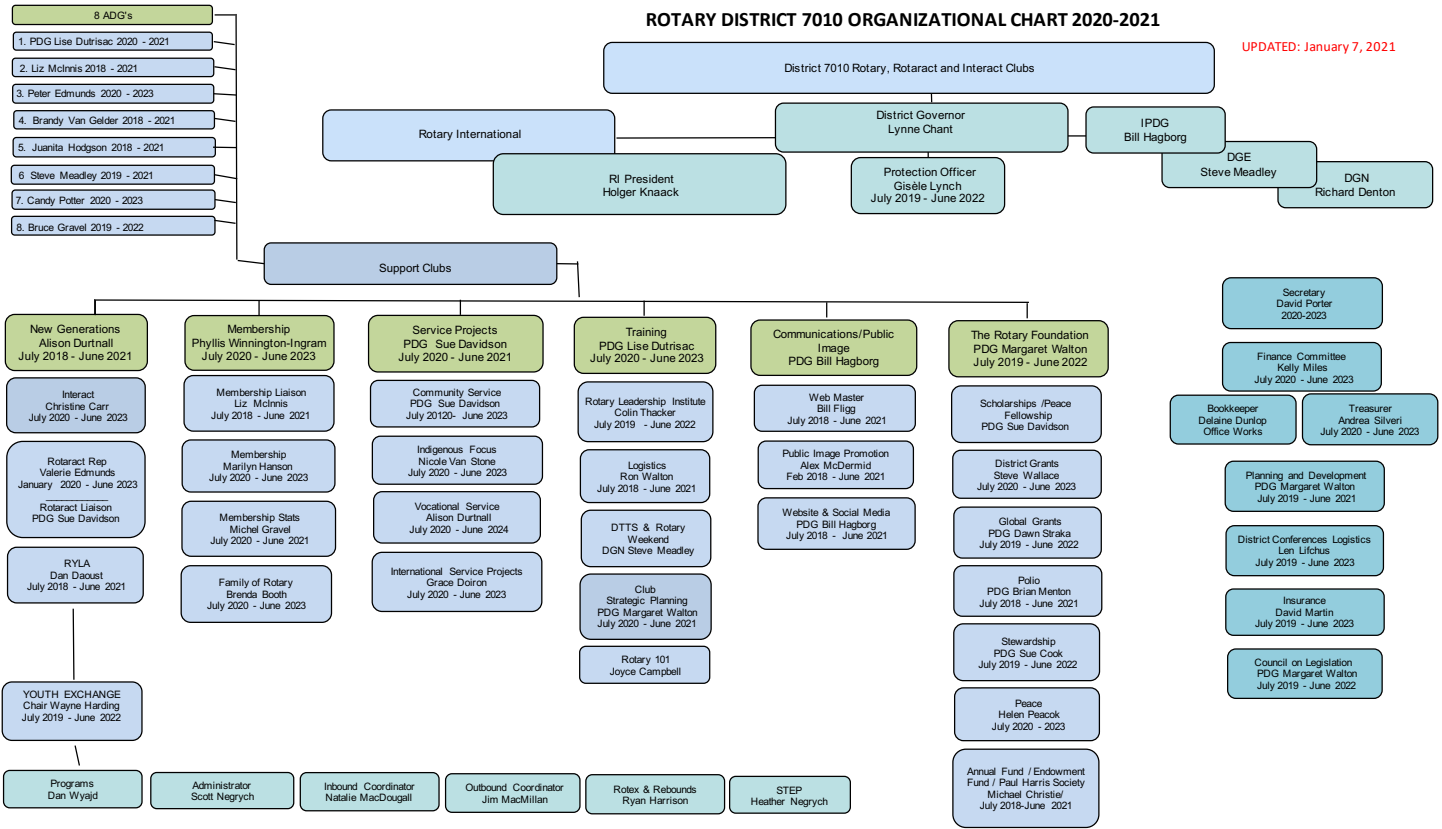 ROTARY DISTRICT 7010 ORGANIZATIONAL CHART 2020-2021
UPDATED: January 7, 2021
8 ADG's
1. PDG Lise Dutrisac 2020 - 2021
2. Liz McInnis 2018 - 2021
3. Peter Edmunds 2020 - 2023
4. Brandy Van Gelder 2018 - 2021
5. Juanita Hodgson 2018 - 2021
6 Steve Meadley 2019 - 2021
7. Candy Potter 2020 - 2023
8. Bruce Gravel 2019 - 2022
District 7010 Rotary, Rotaract and Interact Clubs
Rotary International
RI President
Holger Knaack
District Governor
Lynne Chant
Protection Officer
Gisèle Lynch
July 2019 - June 2022
IPDG
Bill Hagborg
DGE
Steve Meadley
DGN
Richard Denton
Support Clubs
New Generations
Alison Durtnall
July 2018 - June 2021
Interact
Christine Carr
July 2020 - June 2023
Rotaract Rep
Valerie Edmunds
January 2020 - June 2023
____________
Rotaract Liaison
PDG Sue Davidson
RYLA
Dan Daoust
July 2018 - June 2021
YOUTH EXCHANGE
Chair Wayne Harding
July 2019 - June 2022
Membership
Phyllis Winnington-Ingram
July 2020 - June 2023
Membership Liaison
Liz McInnis
July 2018 - June 2021
Membership
Marilyn Hanson
July 2020 - June 2023
Membership Stats
Michel Gravel
July 2020 - June 2021
Family of Rotary
Brenda Booth
July 2020 - June 2023
Service Projects
PDG Sue Davidson
July 2020 - June 2021
Community Service
PDG Sue Davidson
July 20120- June 2023
Indigenous Focus
Nicole Van Stone
July 2020 - June 2023
Vocational Service
Alison Durtnall
July 2020 - June 2024
International Service Projects
Grace Doiron
July 2020 - June 2023
Training
PDG Lise Dutrisac
July 2020 - June 2023
Rotary Leadership Institute
Colin Thacker
July 2019 - June 2022
Logistics
Ron Walton
July 2018 - June 2021
DTTS & Rotary
Weekend
DGN Steve Meadley
Club
Strategic Planning
PDG Margaret Walton
July 2020 - June 2021
Rotary 101
Joyce Campbell
Communications/Public
Image
PDG Bill Hagborg
Web Master
Bill Fligg
July 2018 - June 2021
Public Image Promotion
Alex McDermid
Feb 2018 - June 2021
Website & Social Media
PDG Bill Hagborg
July 2018 - June 2021
The Rotary Foundation
PDG Margaret Walton
July 2019 - June 2022
Scholarships /Peace
Fellowship
PDG Sue Davidson
District Grants
Steve Wallace
July 2020 - June 2023
Global Grants
PDG Dawn Straka
July 2019 - June 2022
Polio
PDG Brian Menton
July 2018 - June 2021
Stewardship
PDG Sue Cook
July 2019 - June 2022
Peace
Helen Peacok
July 2020 - 2023
Annual Fund / Endowment
Fund / Paul Harris Society
Michael Christie/
July 2018-June 2021
Secretary
David Porter
2020-2023
Finance Committee
Kelly Miles
July 2020 - June 2023
Bookkeeper
Delaine Dunlop
Office Works
Treasurer
Andrea Silveri
July 2020 - June 2023
Planning and Development
PDG Margaret Walton
July 2019 - June 2021
District Conferences Logistics
Len Lifchus
July 2019 - June 2023
Insurance
David Martin
July 2019 - June 2023
Council on Legislation
PDG Margaret Walton
July 2019 - June 2022
Programs
Dan Wyajd
Administrator
Scott Negrych
Inbound Coordinator
Natalie MacDougall
Outbound Coordinator
Jim MacMillan
Rotex & Rebounds
Ryan Harrison
STEP
Heather Negrych